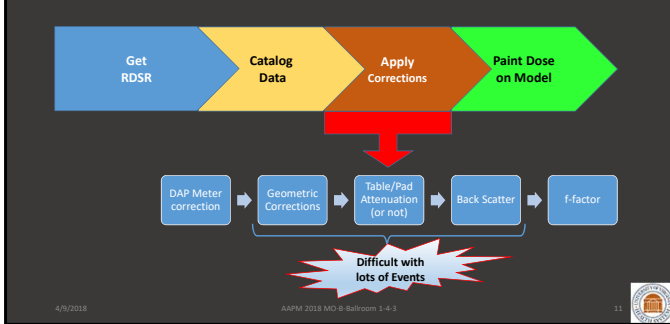 Get
RDSR
Catalog
Data
Apply
Corrections
Paint Dose
on Model
DAP Meter
correction
Geometric
Corrections
Table/Pad
Attenuation
(or not)
Back Scatter
f-factor
Difficult with
lots of Events
4/9/2018
AAPM 2018 MO-B-Ballroom 1-4-3
11